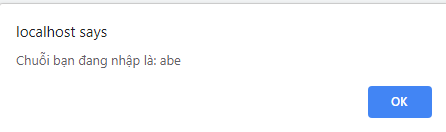 localhost says
Chuỗi bạn đang nhập là: abe
OK